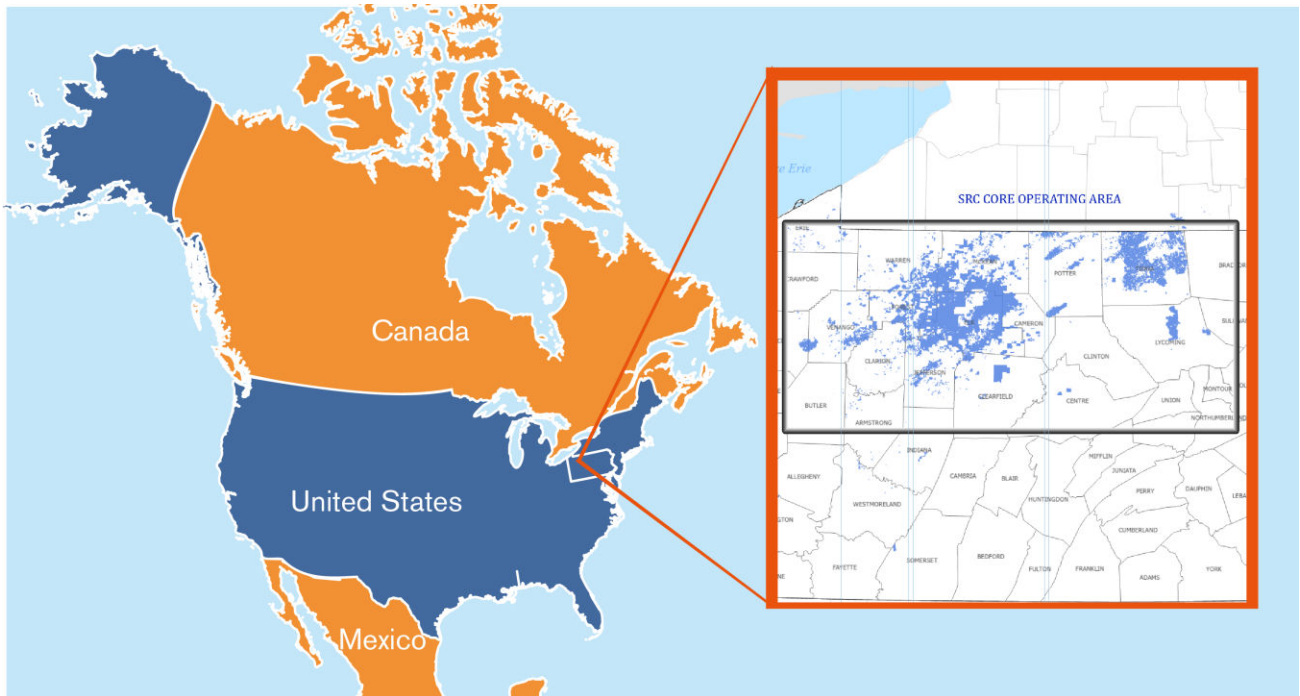 Canada
United States
Mexico
Erie
SRC CORE OPERATING AREA
WARREN
CRAWFORD
POTTER
VENANGO
CAMERON
CLARION
LYCOMING
CLINTON
BUTLER
CLEARFIELD
CENTRE
UNION
MONTOUR
ARMSTRONG
NORTHUMBERLAND
INDIANA
MIFFLIN
ALLEGHENY
CAMBRIA
BLAIR
JUNIATA
HUNTINGDON
PERRY
DAUPHIN
LEBA
WESTMORELAND
CUMBERLAND
FAYETTE
SOMERSET
BEDFORD
FULTON
FRANKLIN
ADAMS
YORK